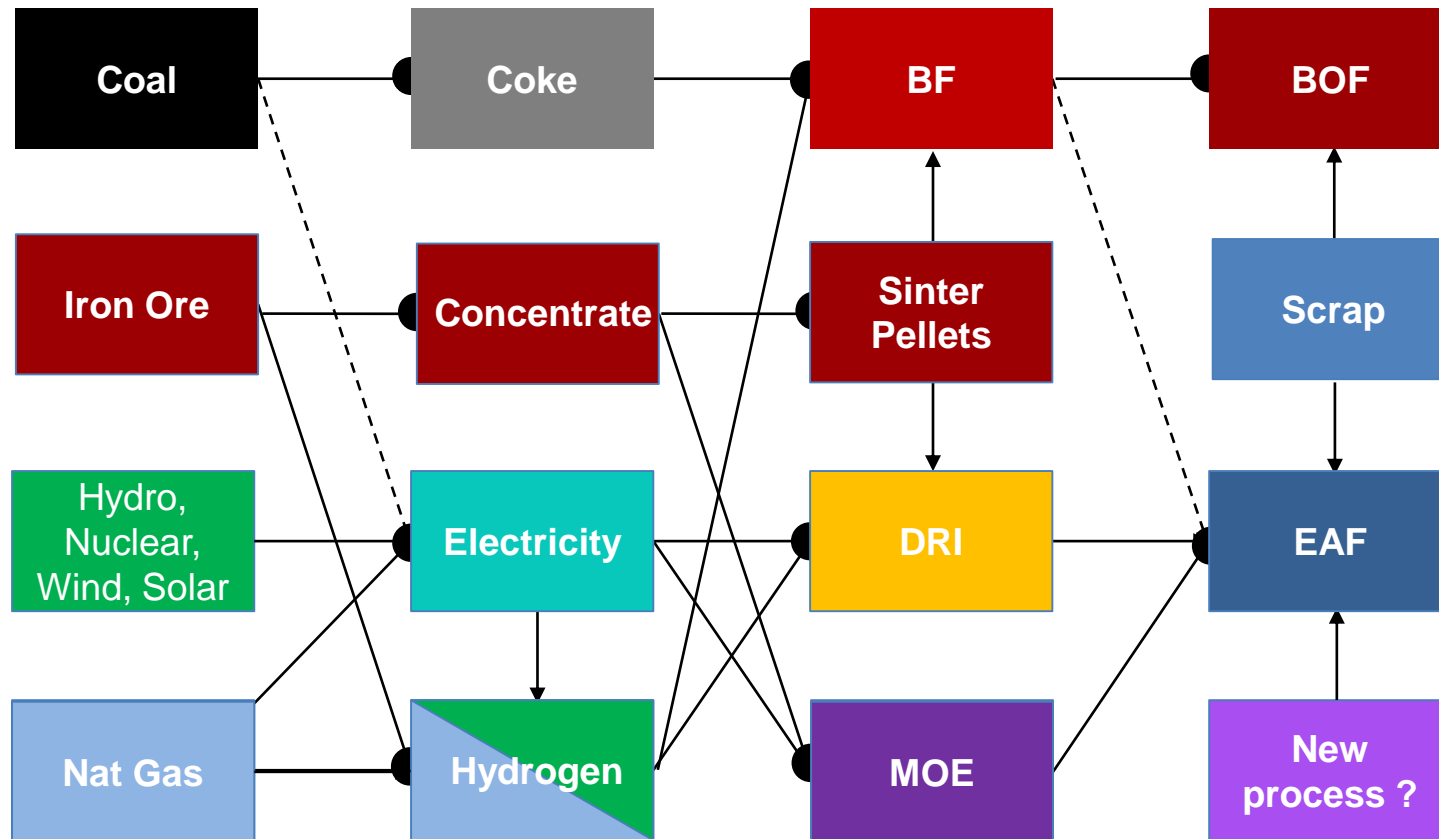 Coal
Coke
BF
BOF
Iron Ore
Concentrate
Sinter
Pellets
Scrap
Hydro,
Nuclear,
Wind, Solar
Electricity
DRI
EAF
Nat Gas
Hydrogen
MOE
New
process ?